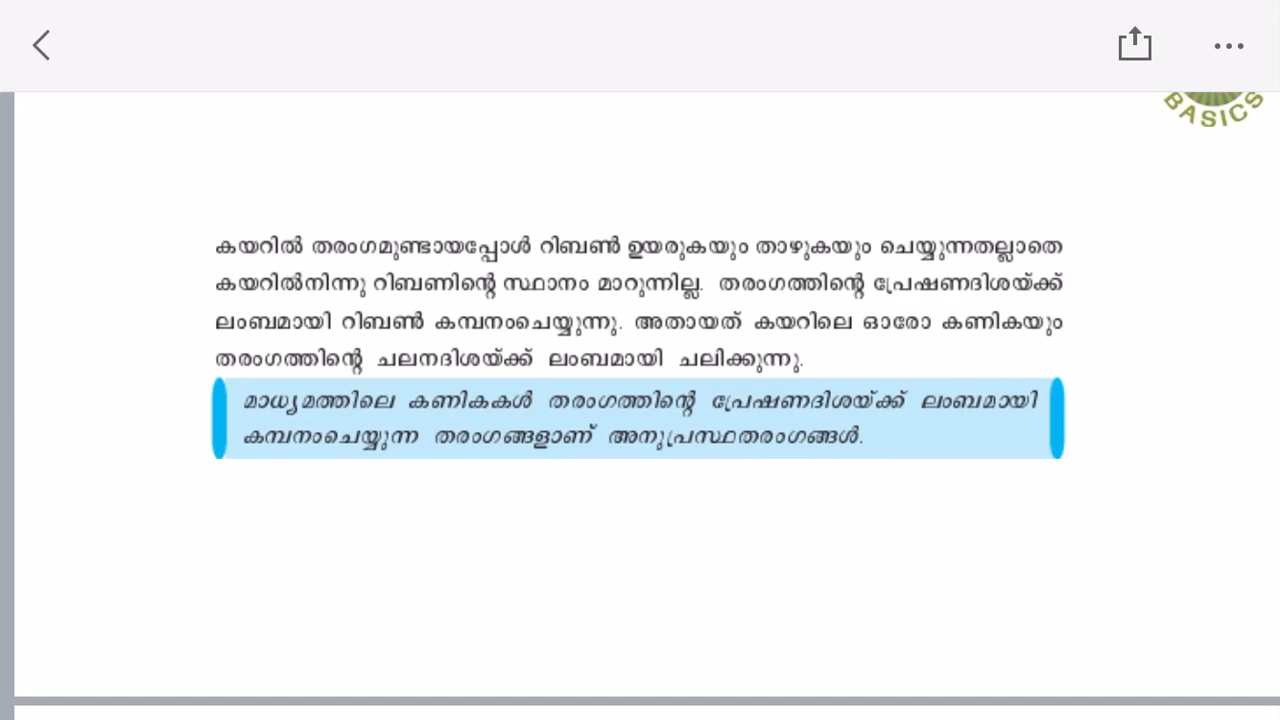 BASICS
കയറിൽ തരംഗമുണ്ടായപ്പോൾ റിബൺ ഉയരുകയും താഴുകയും ചെയ്യുന്നതല്ലാതെ
കയറിൽനിന്നു റിബണിന്റെ സ്ഥാനം മാറുന്നില്ല. തരംഗത്തിന്റെ പ്രേഷണദിശയ്ക്ക്
ലംബമായി റിബൺ കമ്പനംചെയ്യുന്നു. അതായത് കയറിലെ ഓരോ കണികയും
തരംഗത്തിന്റെ ചലനദിശയ്ക്ക് ലംബമായി ചലിക്കുന്നു.
മാധ്യമത്തിലെ കണികകൾ തരംഗത്തിന്റെ പ്രേഷണദിശയ്ക്ക് ലംബമായി
കമ്പനംചെയ്യുന്ന തരംഗങ്ങളാണ് അനുപ്രസ്ഥതരംഗങ്ങൾ.